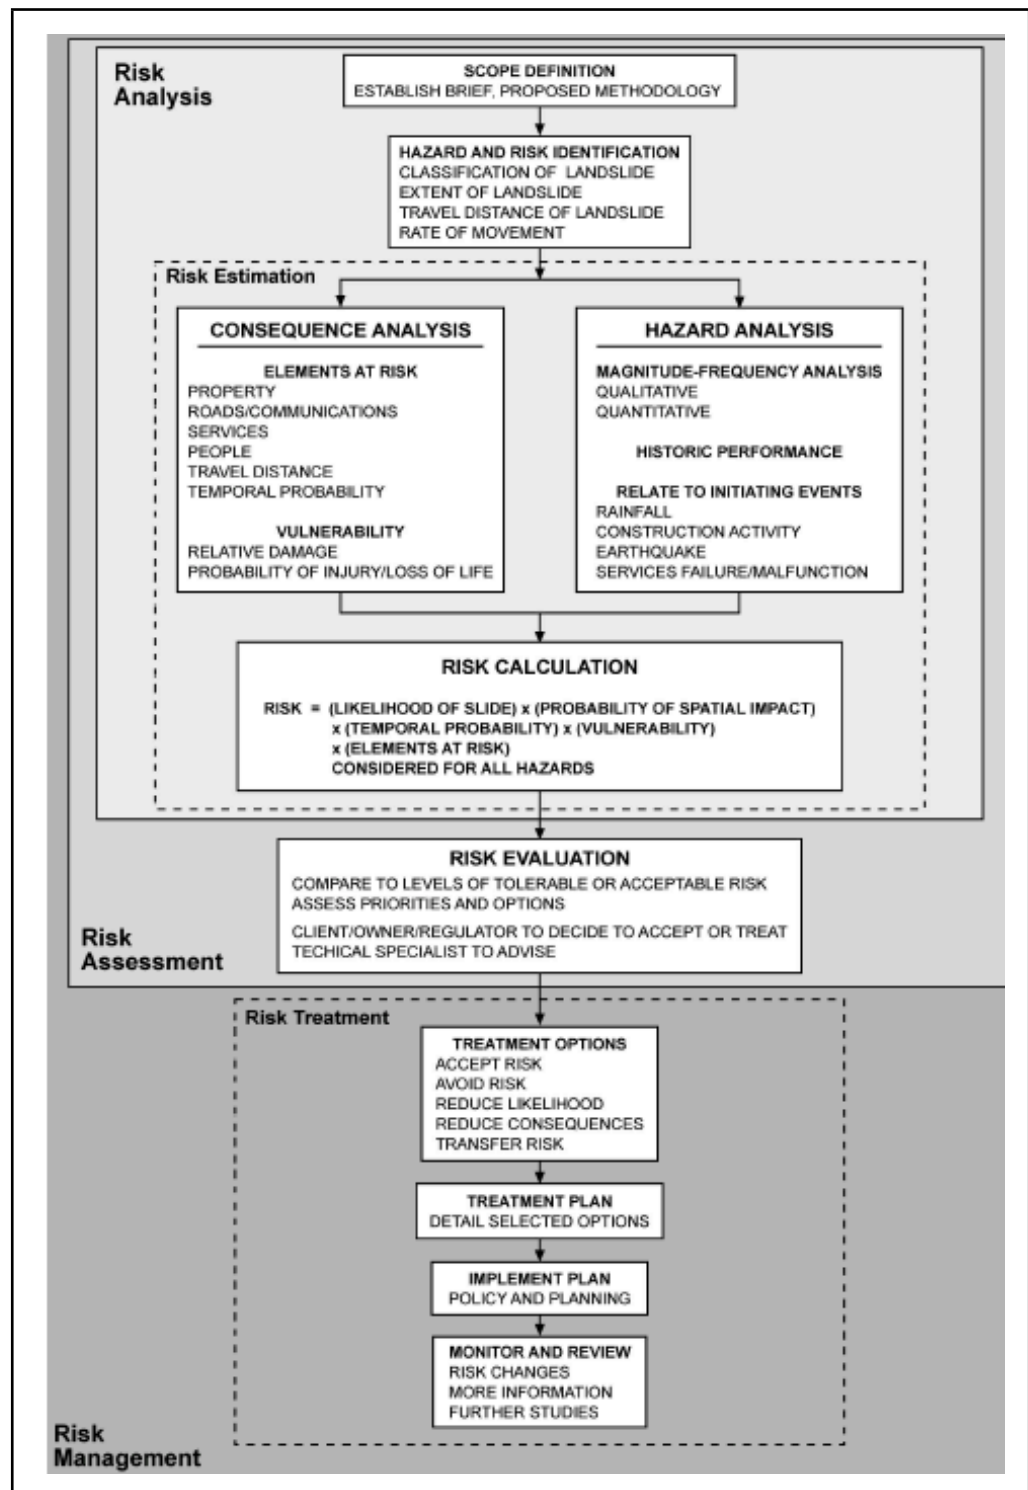 Risk
Analysis
SCOPE DEFINITION
ESTABLISH BRIEF, PROPOSED METHODOLOGY
HAZARD AND RISK IDENTIFICATION
CLASSIFICATION OF LANDSLIDE
EXTENT OF LANDSLIDE
TRAVEL DISTANCE OF LANDSLIDE
RATE OF MOVEMENT
Risk Estimation
CONSEQUENCE ANALYSIS
ELEMENTS AT RISK
PROPERTY
ROADS/COMMUNICATIONS
SERVICES
PEOPLE
TRAVEL DISTANCE
TEMPORAL PROBABILITY
VULNERABILITY
RELATIVE DAMAGE
PROBABILITY OF INJURY/LOSS OF LIFE
HAZARD ANALYSIS
MAGNITUDE-FREQUENCY ANALYSIS
QUALITATIVE
QUANTITATIVE
HISTORIC PERFORMANCE
RELATE TO INITIATING EVENTS
RAINFALL
CONSTRUCTION ACTIVITY
EARTHQUAKE
SERVICES FAILURE/MALFUNCTION
RISK CALCULATION
RISK = (LIKELIHOOD OF SLIDE) x (PROBABILITY OF SPATIAL IMPACT)
x (TEMPORAL PROBABILITY) x (VULNERABILITY)
x (ELEMENTS AT RISK)
CONSIDERED FOR ALL HAZARDS
RISK EVALUATION
COMPARE TO LEVELS OF TOLERABLE OR ACCEPTABLE RISK
ASSESS PRIORITIES AND OPTIONS
CLIENT/OWNER/REGULATOR TO DECIDE TO ACCEPT OR TREAT
TECHICAL SPECIALIST TO ADVISE
Risk
Assessment
Risk Treatment
TREATMENT OPTIONS
ACCEPT RISK
AVOID RISK
REDUCE LIKELIHOOD
REDUCE CONSEQUENCES
TRANSFER RISK
TREATMENT PLAN
DETAIL SELECTED OPTIONS
IMPLEMENT PLAN
POLICY AND PLANNING
MONITOR AND REVIEW
RISK CHANGES
MORE INFORMATION
FURTHER STUDIES
Risk
Management